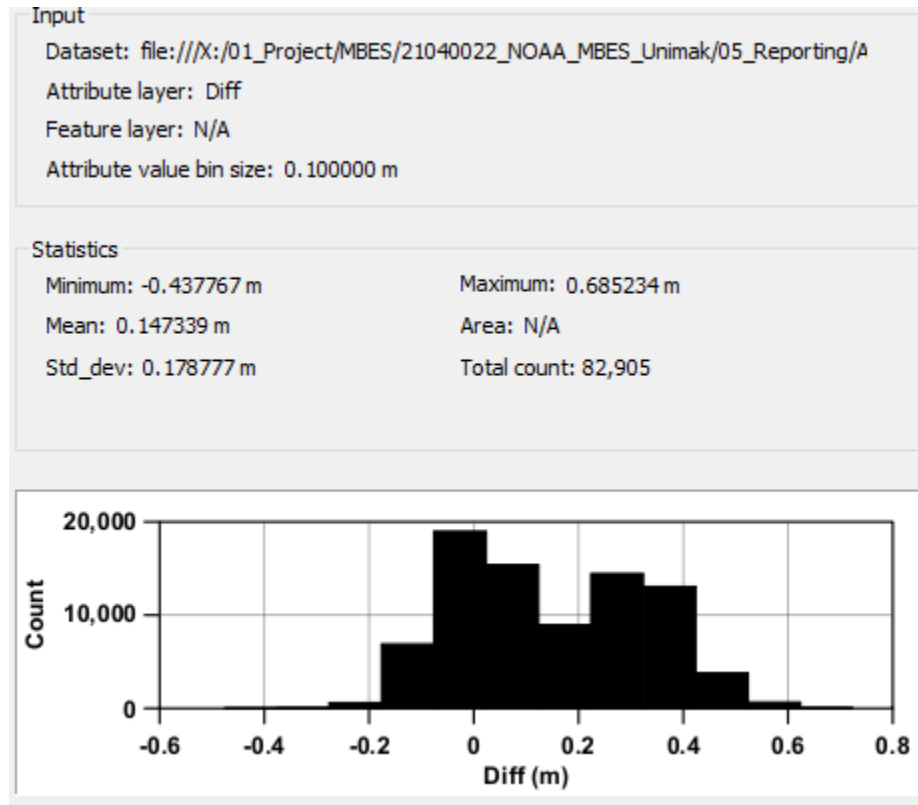 Input
Dataset: file:///X:/01_Project/MBES/21040022_NOAA_MBES_Unimak/05_Reporting/A
Attribute layer: Diff
Feature layer: N/A
Attribute value bin size: 0.100000 m
Statistics
Minimum: -0.437767 m Maximum: 0.685234 m
Mean: 0.147339 m Area: N/A
Std_dev: 0.178777 m Total count: 82,905
20,000
10,000
0
Count
-0.6 -0.4 -0.2 0 0.2 0.4 0.6 0.8
Diff (m)